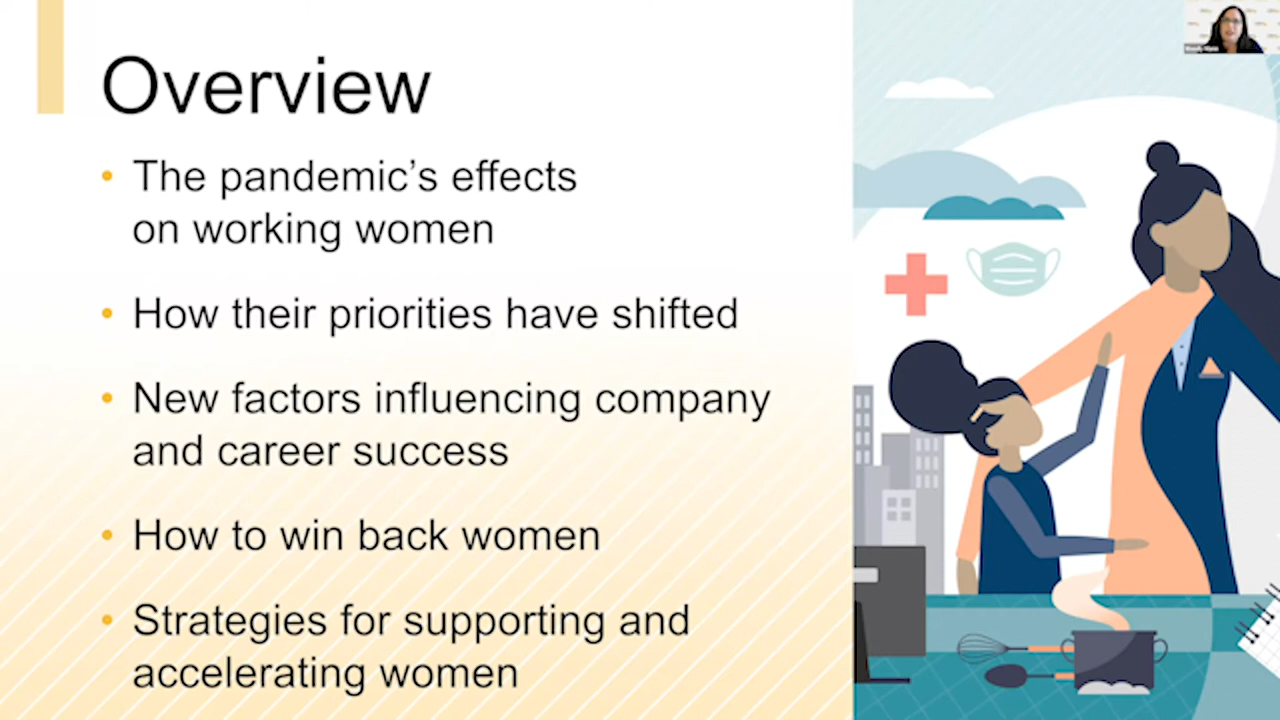 Overview
• The pandemic’s effects
on working women
• How their priorities have shifted
• New factors influencing company
and career success
• How to win back women
• Strategies for supporting and
accelerating women